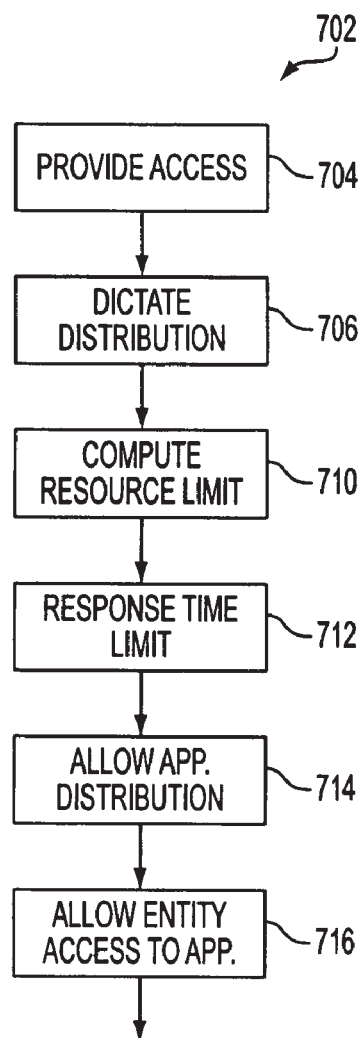 702
PROVIDE ACCESS
704
DICTATE
DISTRIBUTION
706
COMPUTE
RESOURCE LIMIT
710
RESPONSE TIME
LIMIT
712
ALLOW APP.
DISTRIBUTION
714
ALLOW ENTITY
ACCESS TO APP.
716